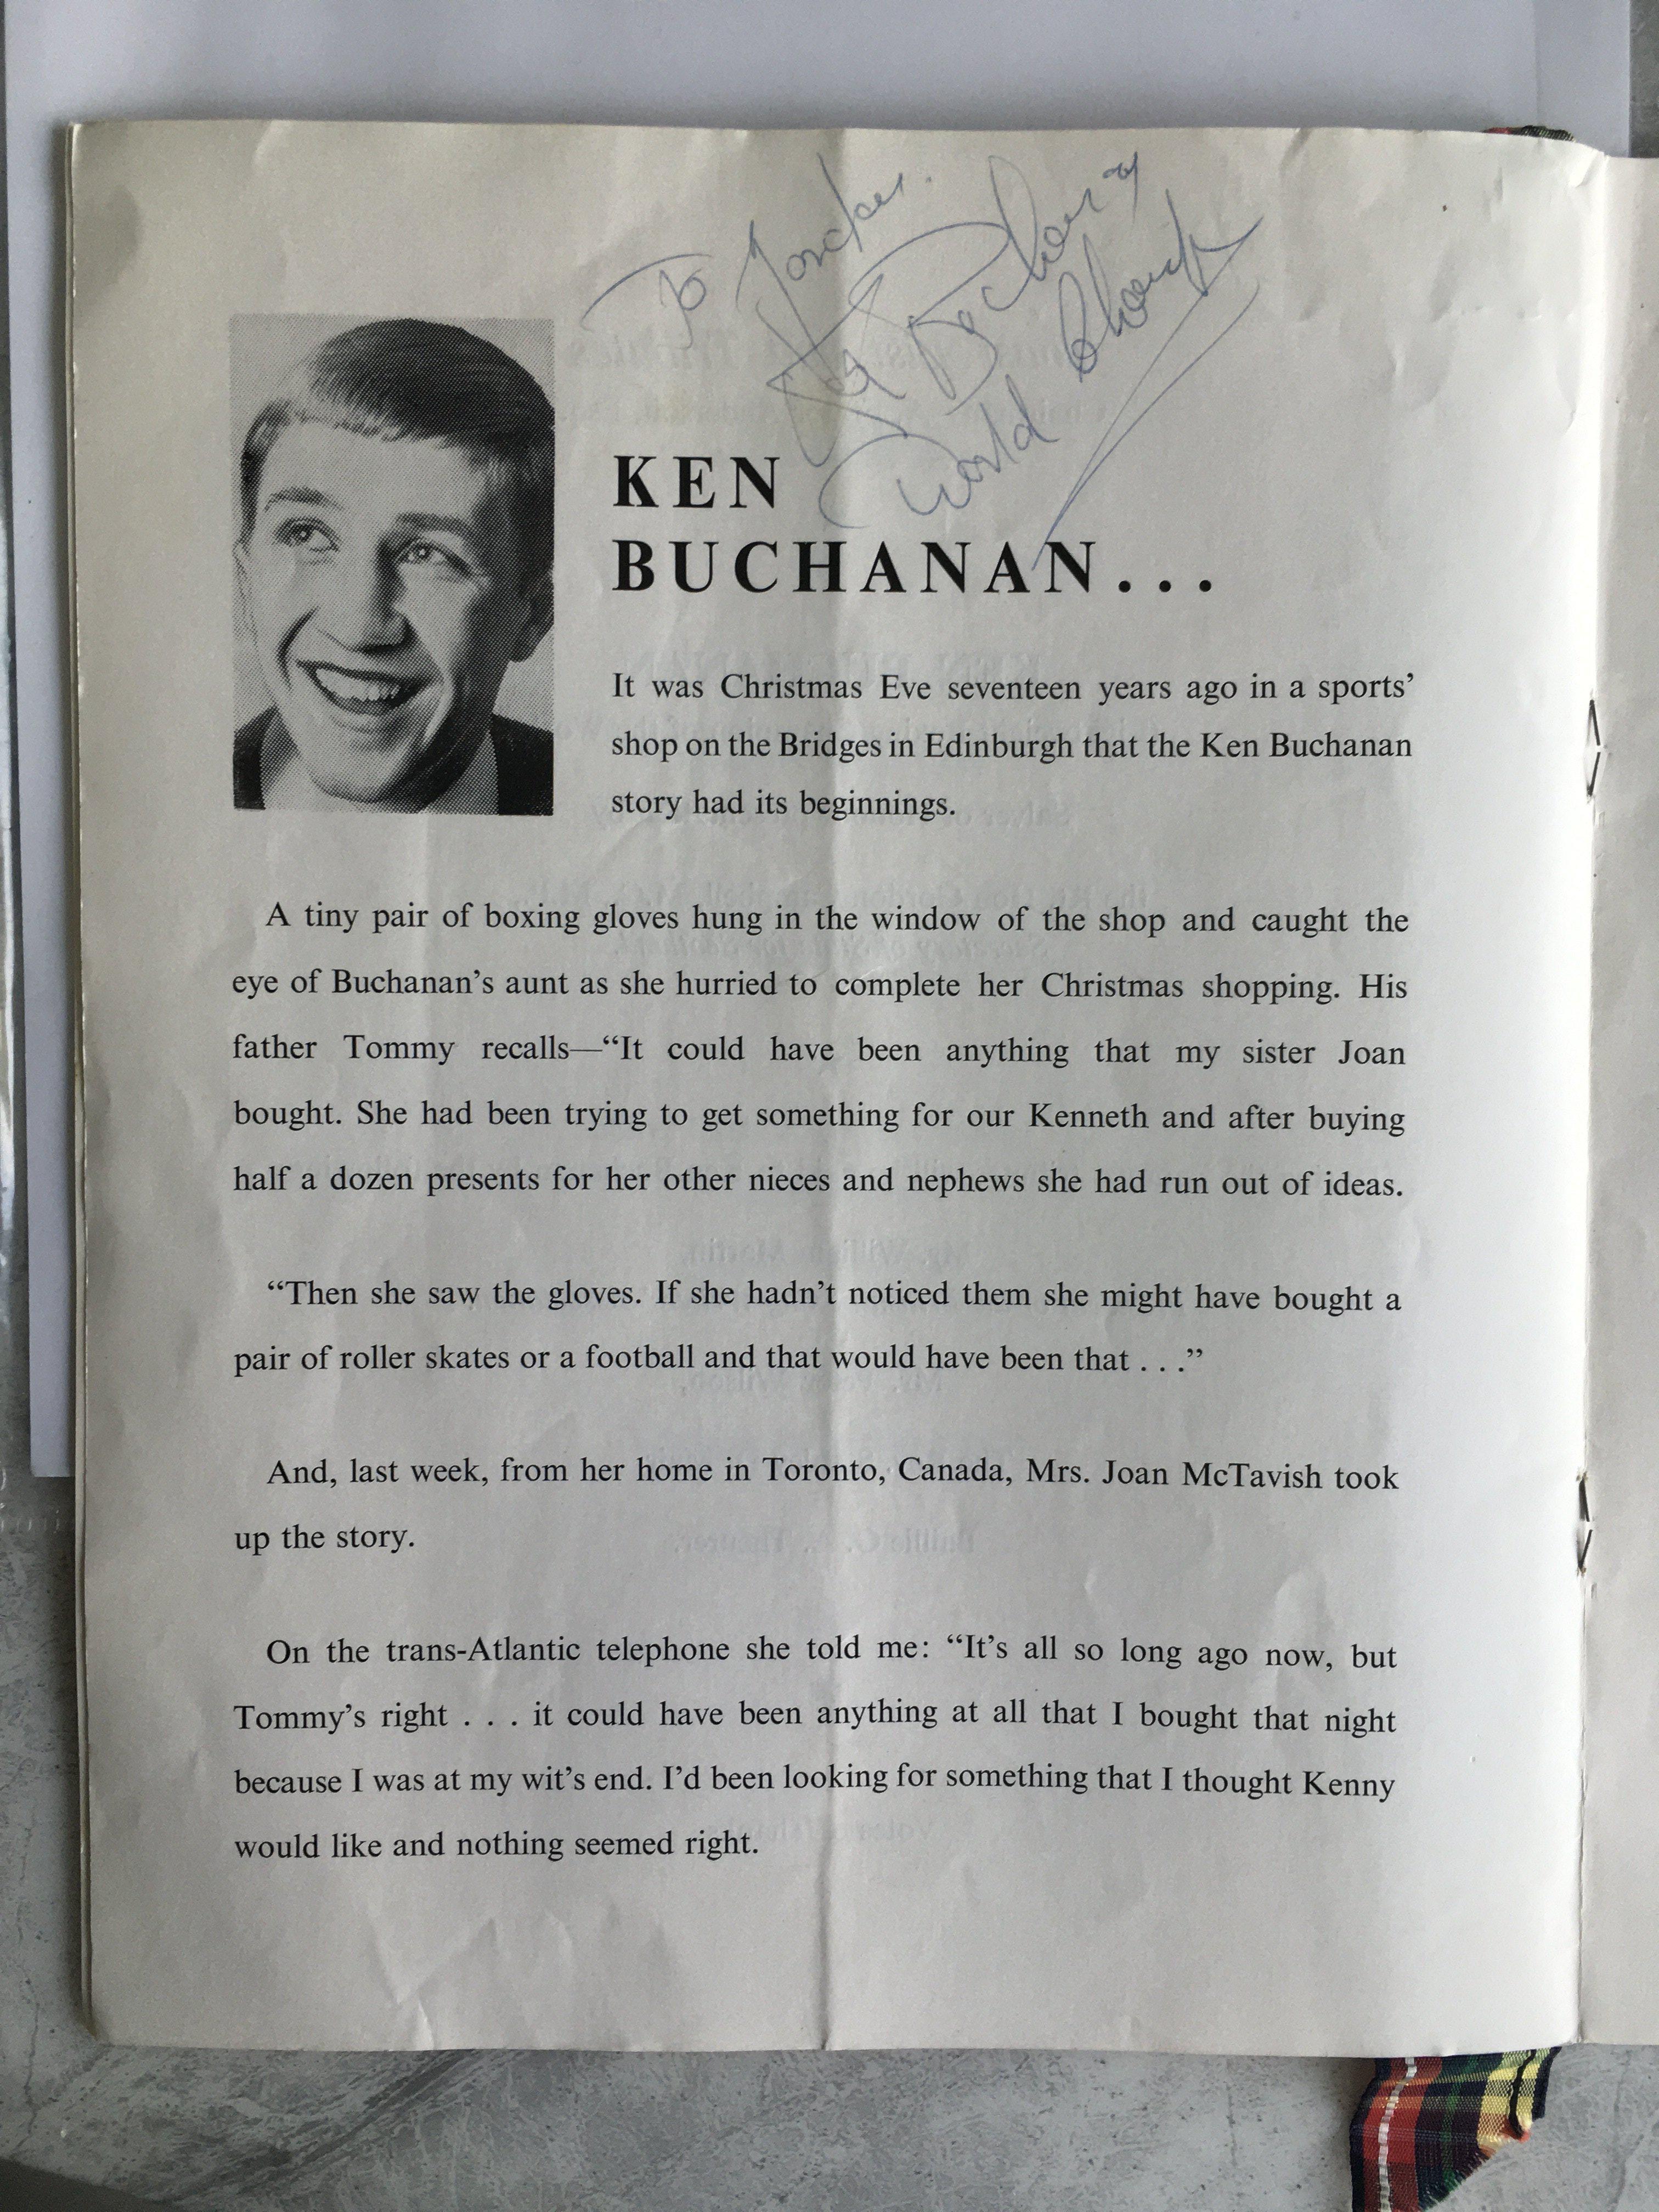 To
Ken Buchanan
World Champ
KEN
BUCHANAN...
It was Christmas Eve seventeen years ago in a sports’
shop on the Bridges in Edinburgh that the Ken Buchanan
story had its beginnings.
A tiny pair of boxing gloves hung in the window of the shop and caught the
eye of Buchanan’s aunt as she hurried to complete her Christmas shopping. His
father Tommy recalls—“It could have been anything that my sister Joan
bought. She had been trying to get something for our Kenneth and after buying
half a dozen presents for her other nieces and nephews she had run out of ideas.
“Then she saw the gloves. If she hadn’t noticed them she might have bought a
pair of roller skates or a football and that would have been that . . .”
And, last week, from her home in Toronto, Canada, Mrs. Joan McTavish took
up the story.
On the trans-Atlantic telephone she told me: “It’s all so long ago now, but
Tommy’s right . . . it could have been anything at all that I bought that night
because I was at my wit’s end. I’d been looking for something that I thought Kenny
would like and nothing seemed right.